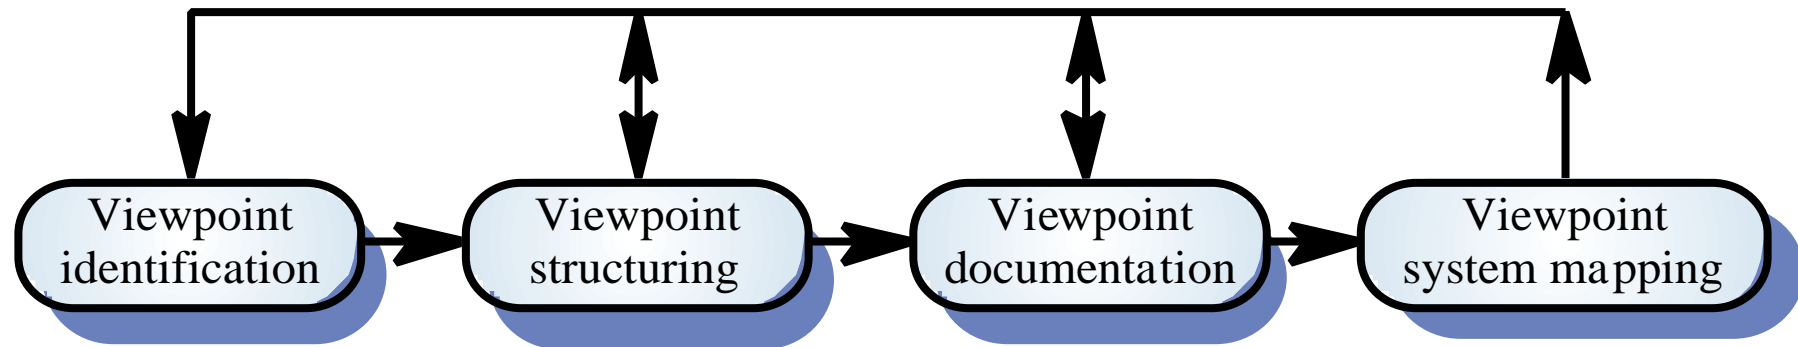 Viewpoint
identification
Viewpoint
structuring
Viewpoint
documentation
Viewpoint
system mapping